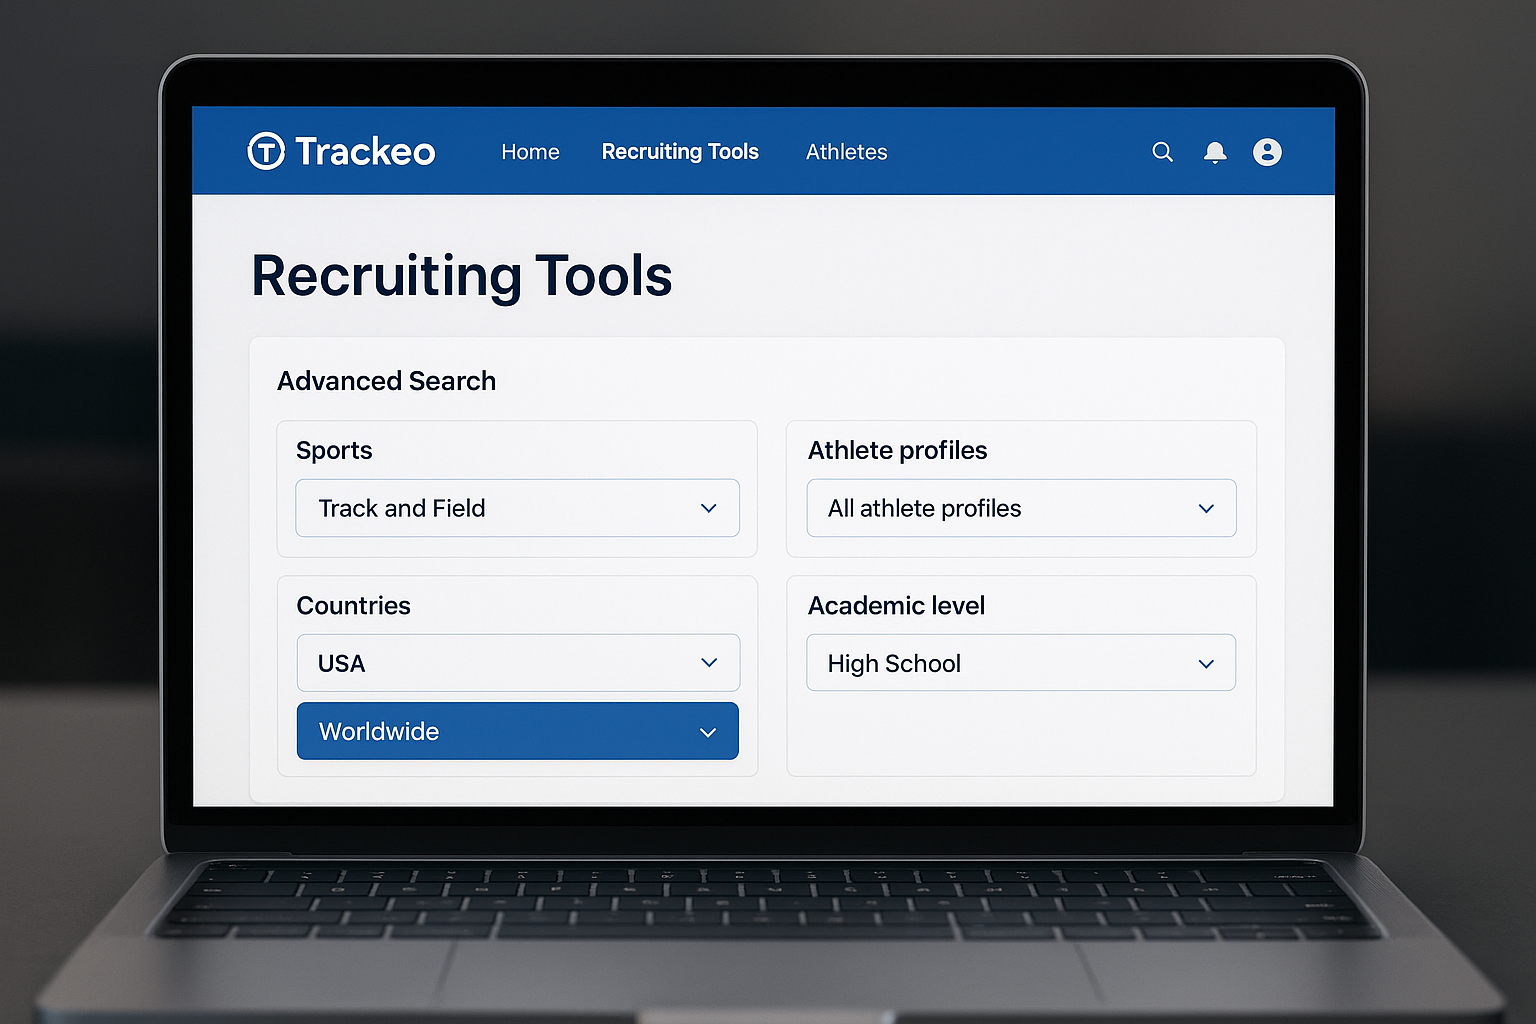 Trackeo
Home
Recruiting Tools
Athletes
Recruiting Tools
Advanced Search
Sports
Track and Field
Athlete profiles
All athlete profiles
Countries
USA
Worldwide
Academic level
High School